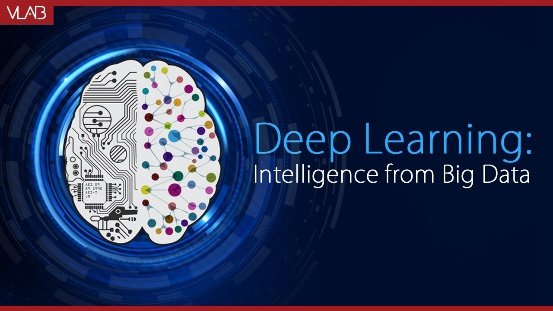 VLAB
Deep Learning:
Intelligence from Big Data